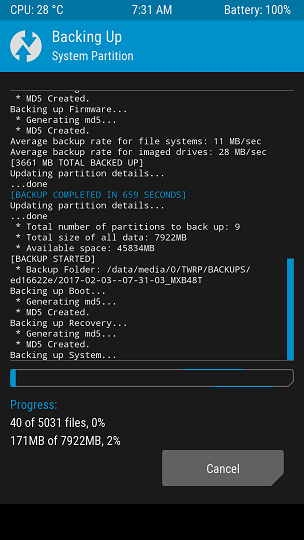 CPU: 28 °C
7:31 AM
Battery: 100%
Backing Up
System Partition
* MD5 Created.
Backing up Firmware...
* Generating md5...
* MD5 Created.
Average backup rate for file systems: 11 MB/sec
Average backup rate for imaged drives: 28 MB/sec
[3661 MB TOTAL BACKED UP]
Updating partition details...
...done
[BACKUP COMPLETED IN 659 SECONDS]
Updating partition details...
...done
* Total number of partitions to back up: 9
* Total size of all data: 7922MB
* Available space: 45834MB
[BACKUP STARTED]
* Backup Folder: /data/media/0/TWRP/BACKUPS/
ed16622e/2017-02-03--07-31-03_MXB48T
Backing up Boot...
* Generating md5...
* MD5 Created.
Backing up Recovery...
* Generating md5...
* MD5 Created.
Backing up System...
Progress:
40 of 5031 files, 0%
171MB of 7922MB, 2%
Cancel